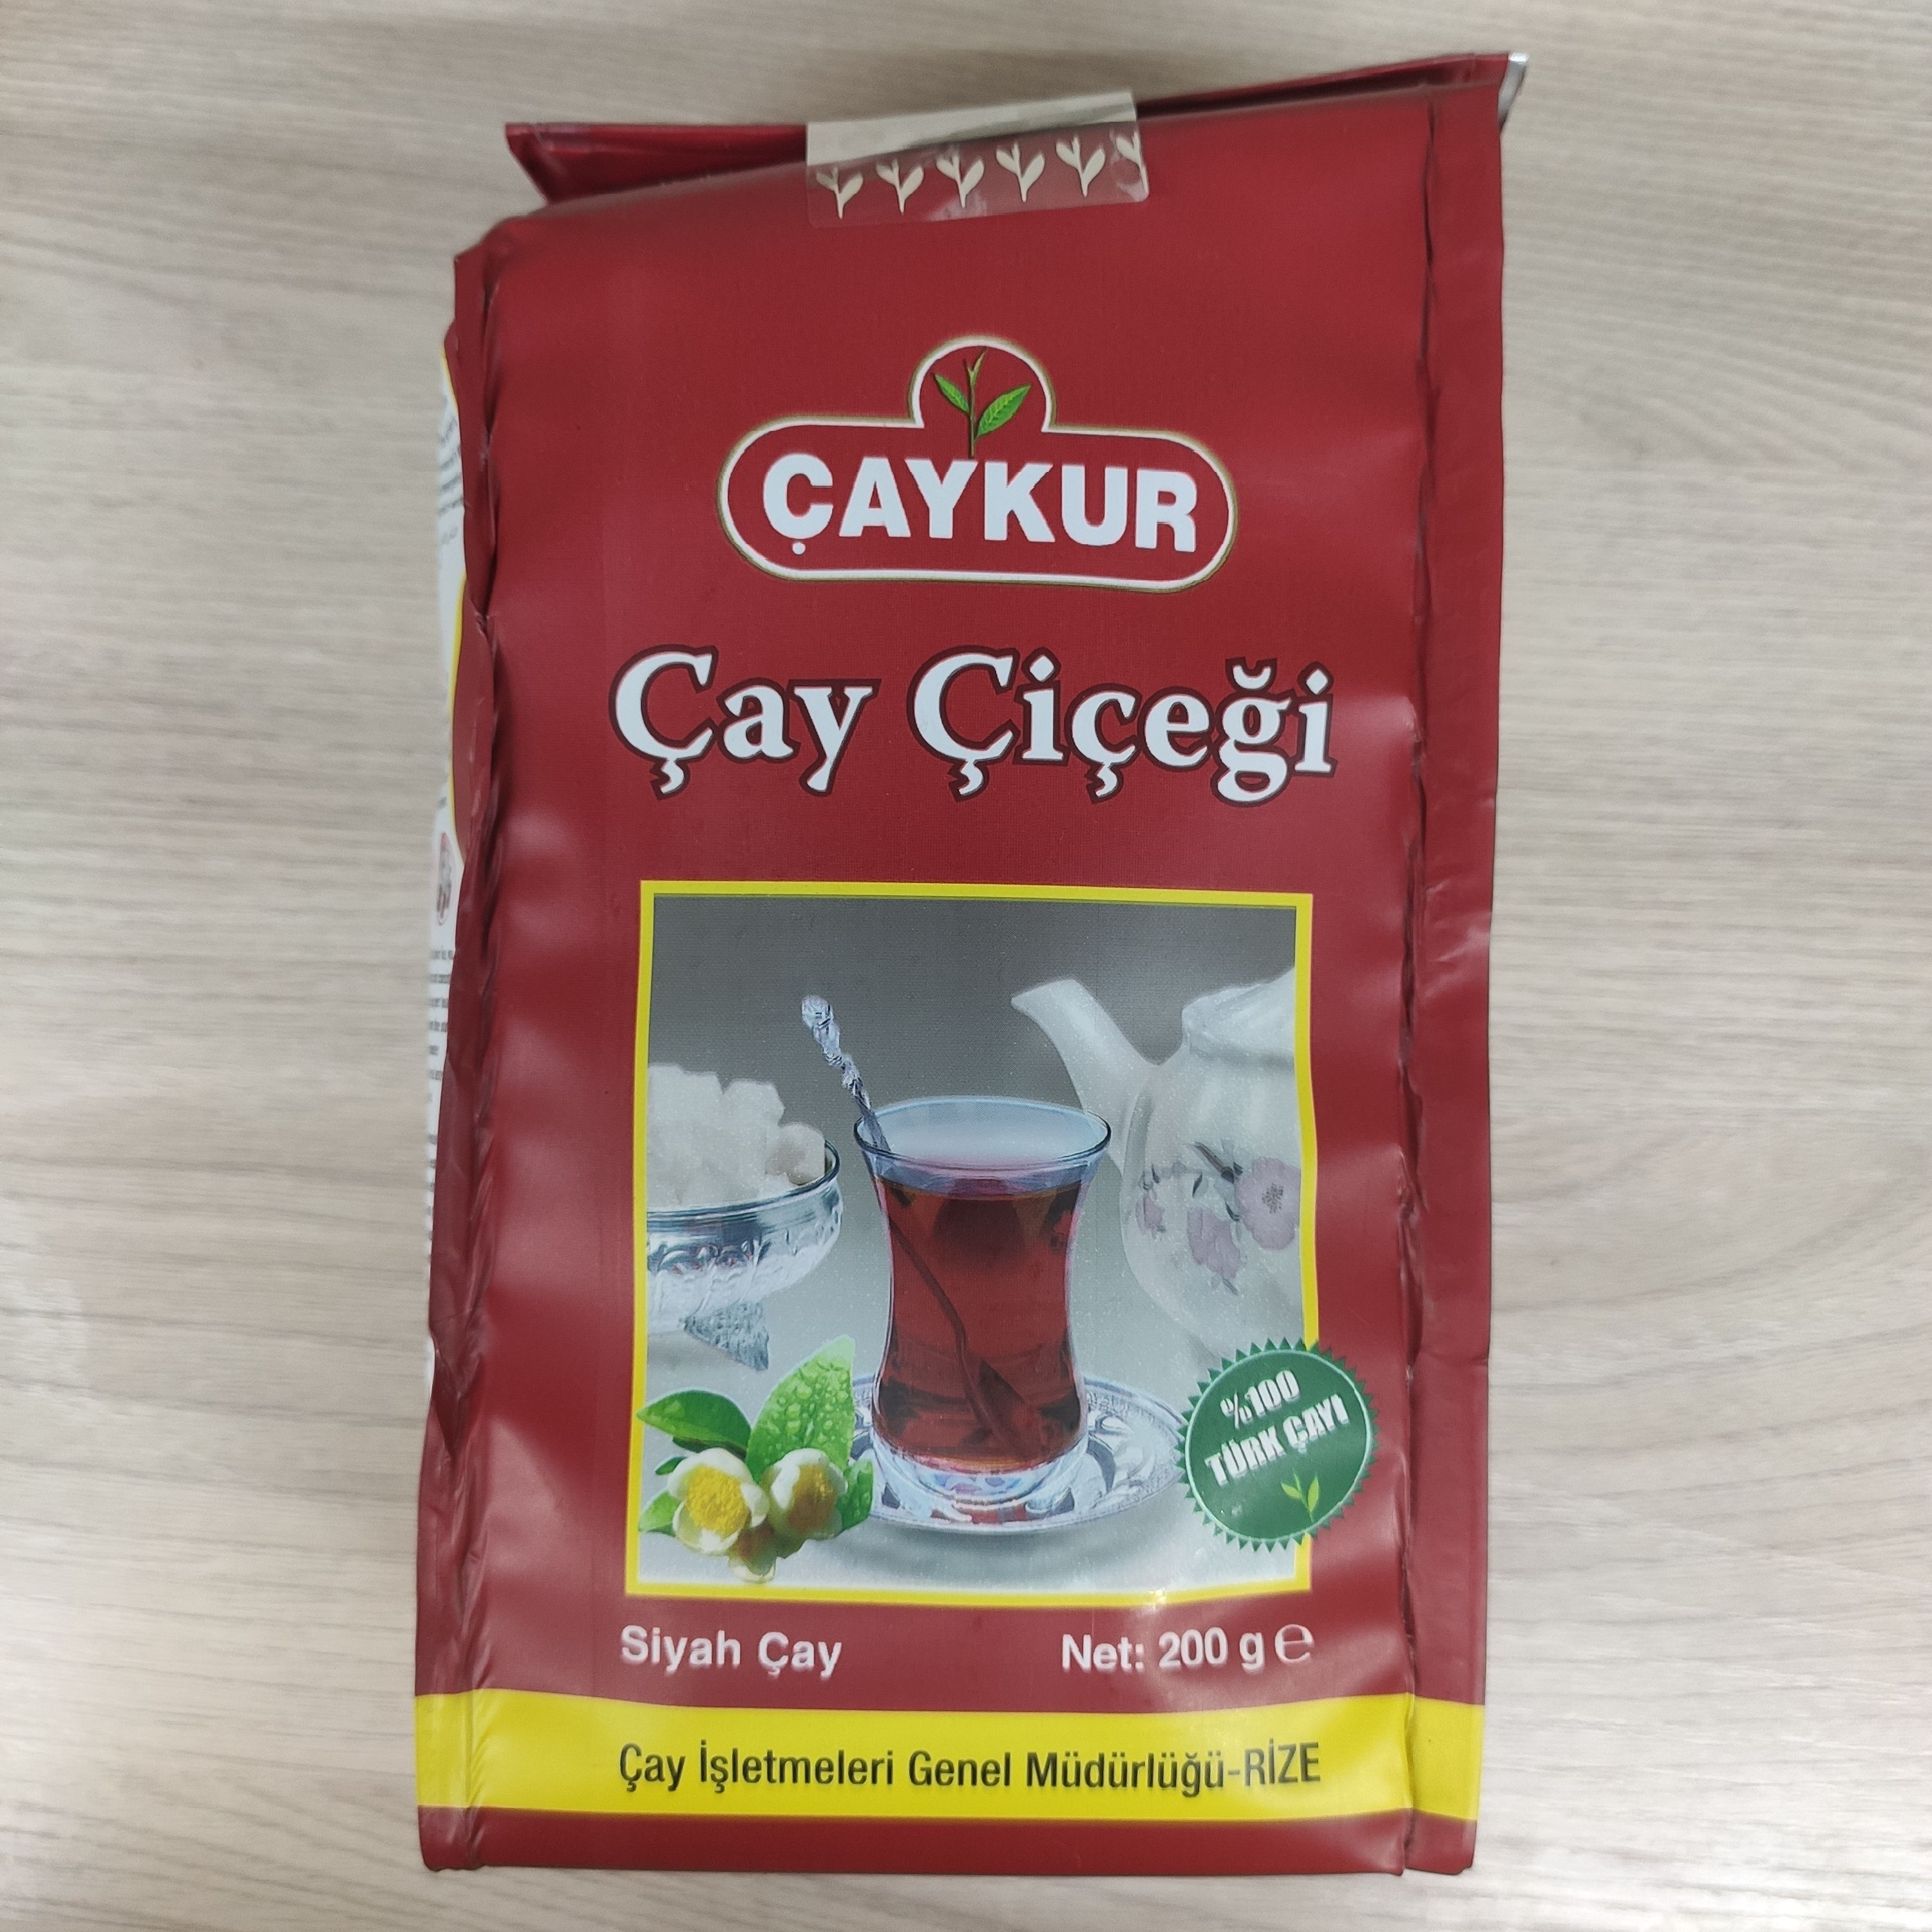 ÇAYKUR
Çay Çiçeği
%100
TÜRK ÇAYI
Siyah Çay
Net: 200 g ℮
Çay İşletmeleri Genel Müdürlüğü-RİZE